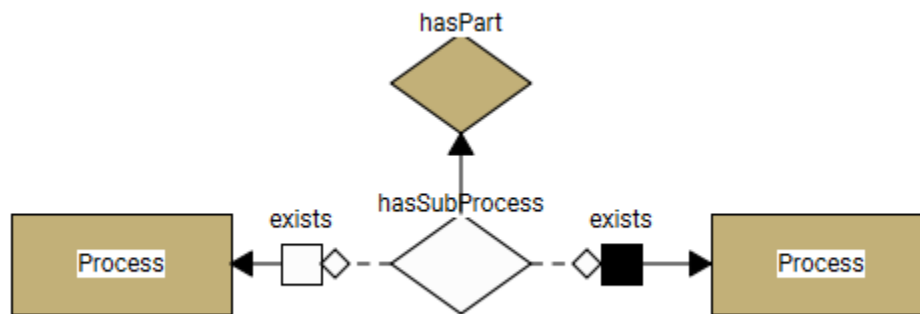 hasPart
hasSubProcess
exists
exists
Process
Process